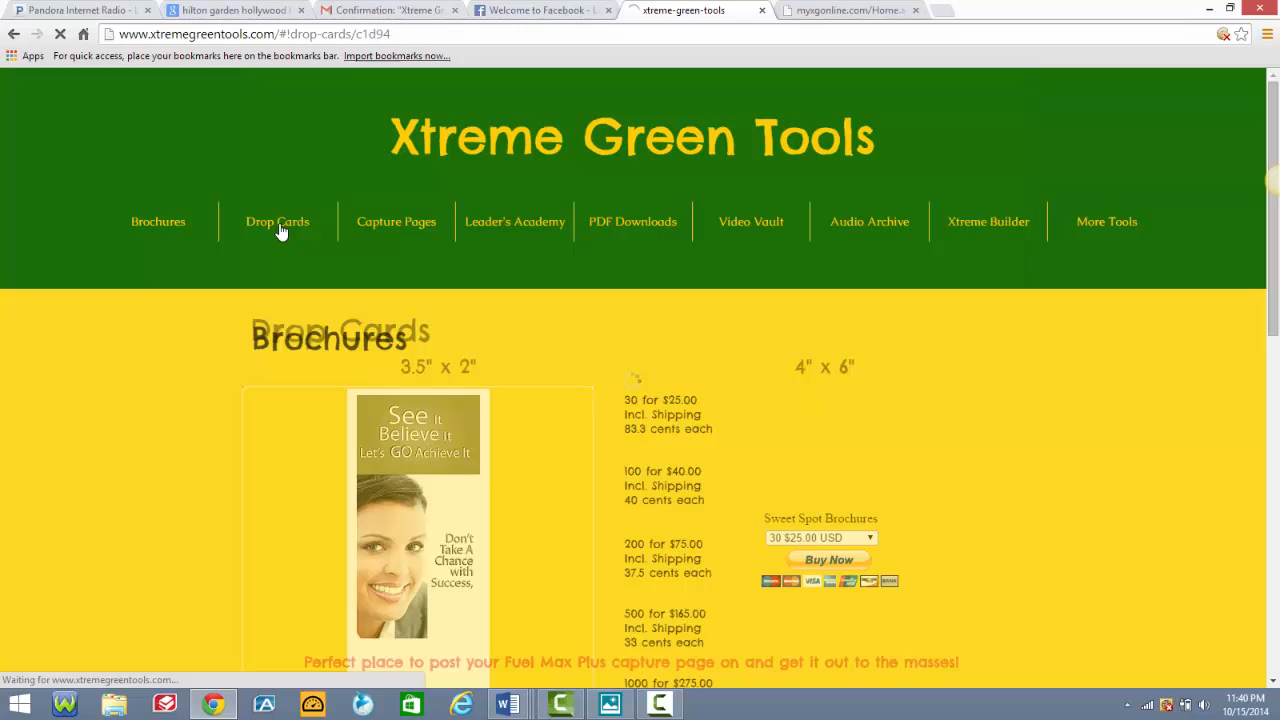 Pandora Internet Radio - L
hilton garden hollywood
Confirmation: "Xtreme G
Welcome to Facebook - L
xtreme-green-tools
myxgonline.com/Home.a
www.xtremegreentools.com/#!drop-cards/c1d94
Apps For quick access, place your bookmarks here on the bookmarks bar. Import bookmarks now...
Xtreme Green Tools
Brochures
Drop Cards
Capture Pages
Leader's Academy
PDF Downloads
Video Vault
Audio Archive
Xtreme Builder
More Tools
Drop Cards
Brochures
3.5" x 2"
4" x 6"
See It
Believe It
Let's GO Achieve It
Don't
Take A
Chance
with
Success,
30 for $25.00
Incl. Shipping
83.3 cents each
100 for $40.00
Incl. Shipping
40 cents each
200 for $75.00
Incl. Shipping
37.5 cents each
500 for $165.00
Incl. Shipping
33 cents each
1000 for $275.00
Sweet Spot Brochures
30 $25.00 USD
Buy Now
VISA
Perfect place to post your Fuel Max Plus capture page on and get it out to the masses!
Waiting for www.xtremegreentools.com...
11:40 PM
10/15/2014